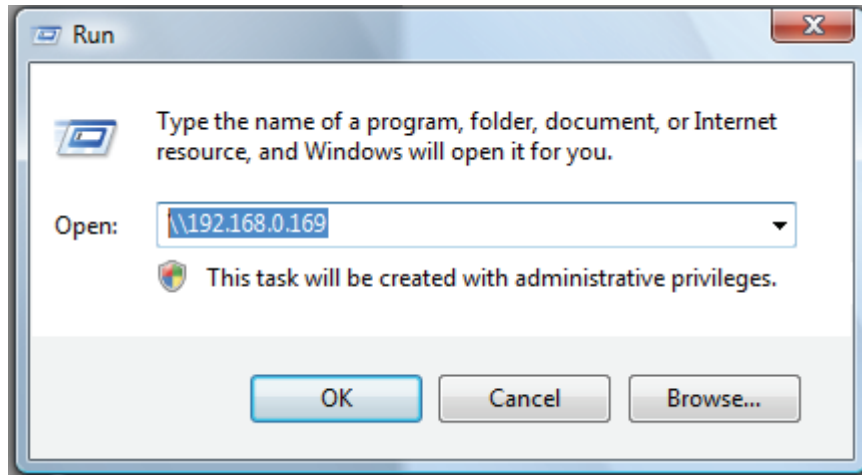 Run
Type the name of a program, folder, document, or Internet
resource, and Windows will open it for you.
Open: \\192.168.0.169
This task will be created with administrative privileges.
OK Cancel Browse...